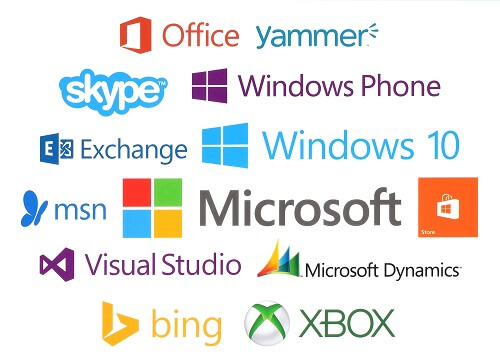 Office yammer
skype Windows Phone
Exchange Windows 10
msn Microsoft Store
Visual Studio Microsoft Dynamics
bing XBOX